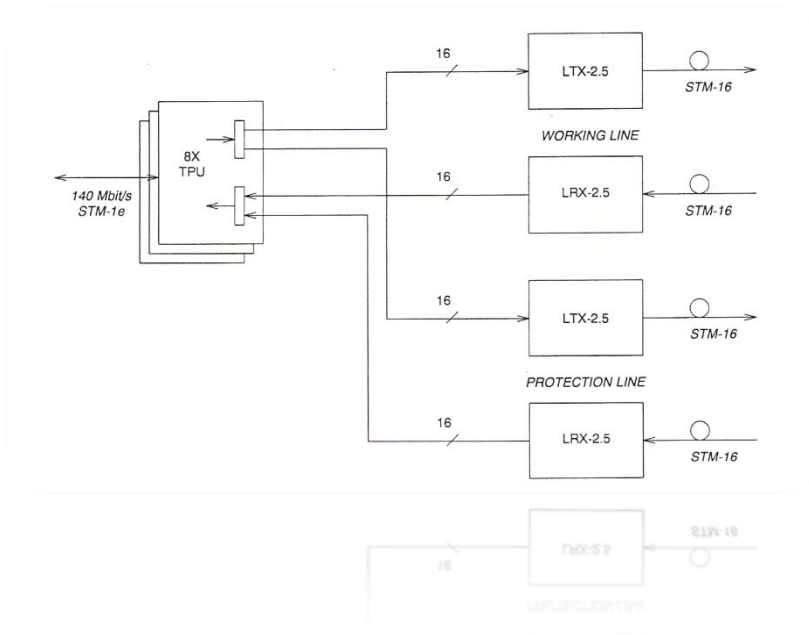 16
LTX-2.5
STM-16
WORKING LINE
8X
TPU
140 Mbit/s
STM-1e
16
LRX-2.5
STM-16
16
LTX-2.5
STM-16
PROTECTION LINE
16
LRX-2.5
STM-16